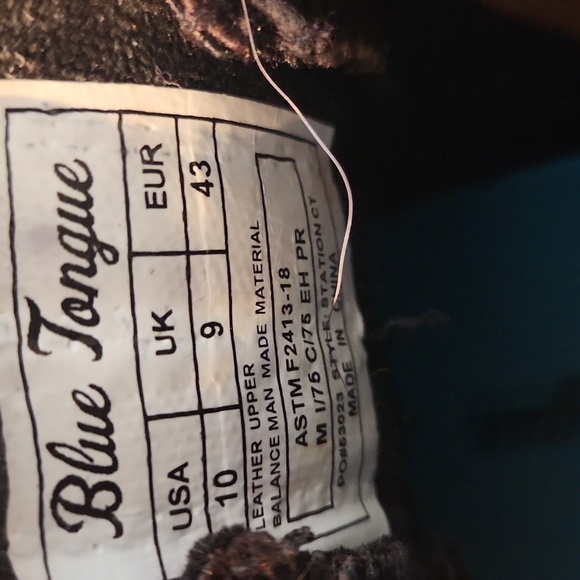 Blue Tongue
USA UK EUR
10 9 43
LEATHER UPPER
BALANCE MAN MADE MATERIAL
ASTM F2413-18
M I/75 C/75 EH PR
PO#53023 STYLE: STATION CT
MADE IN CHINA